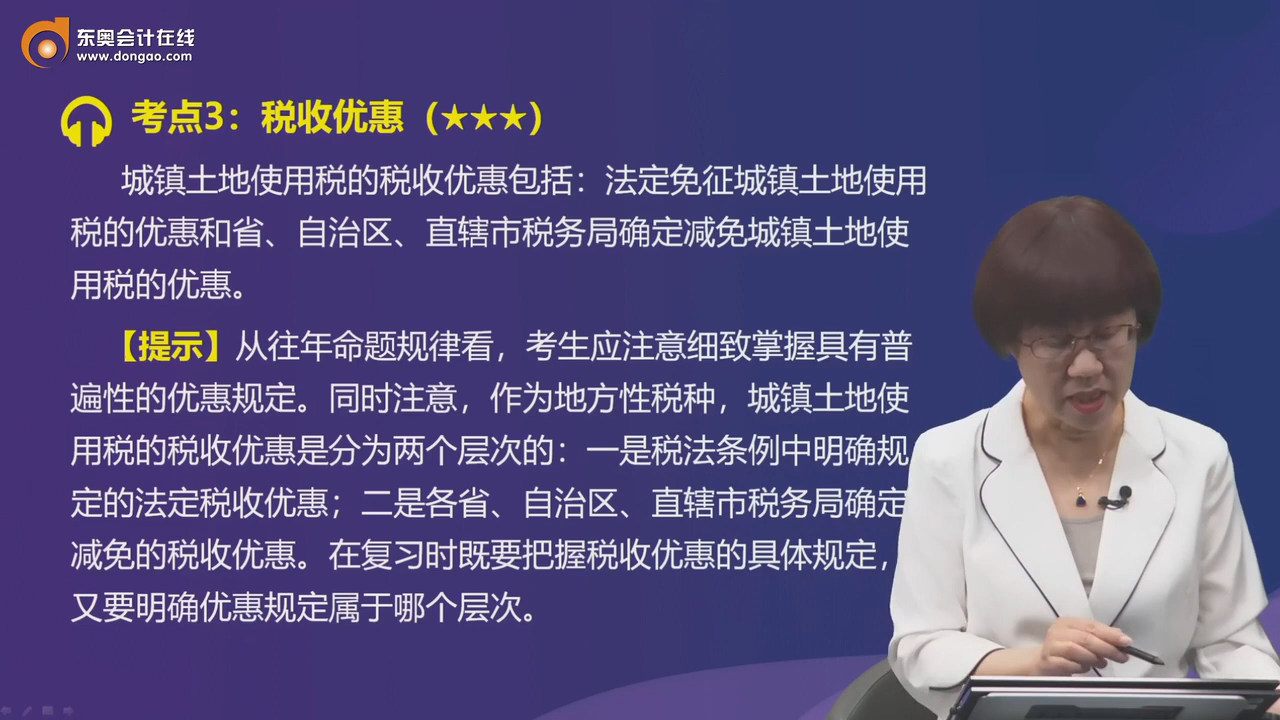 东奥会计在线
www.dongao.com
考点3：税收优惠（★★★）
城镇土地使用税的税收优惠包括：法定免征城镇土地使用
税的优惠和省、自治区、直辖市税务局确定减免城镇土地使
用税的优惠。
【提示】从往年命题规律看，考生应注意细致掌握具有普
遍性的优惠规定。同时注意，作为地方性税种，城镇土地使
用税的税收优惠是分为两个层次的：一是税法条例中明确规
定的法定税收优惠；二是各省、自治区、直辖市税务局确定
减免的税收优惠。在复习时既要把握税收优惠的具体规定，
又要明确优惠规定属于哪个层次。